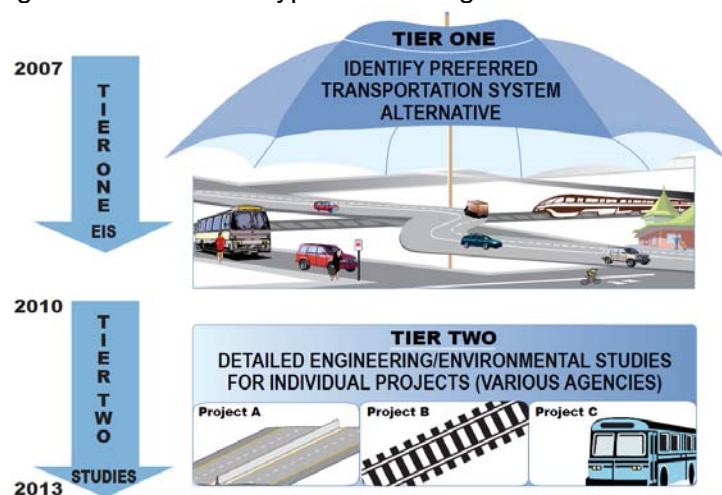 TIER ONE
2007
IDENTIFY PREFERRED
TRANSPORTATION SYSTEM
ALTERNATIVE
TIER ONE
EIS
2010
TIER TWO
STUDIES
TIER TWO
DETAILED ENGINEERING/ENVIRONMENTAL STUDIES
FOR INDIVIDUAL PROJECTS (VARIOUS AGENCIES)
Project A
Project B
Project C
2013